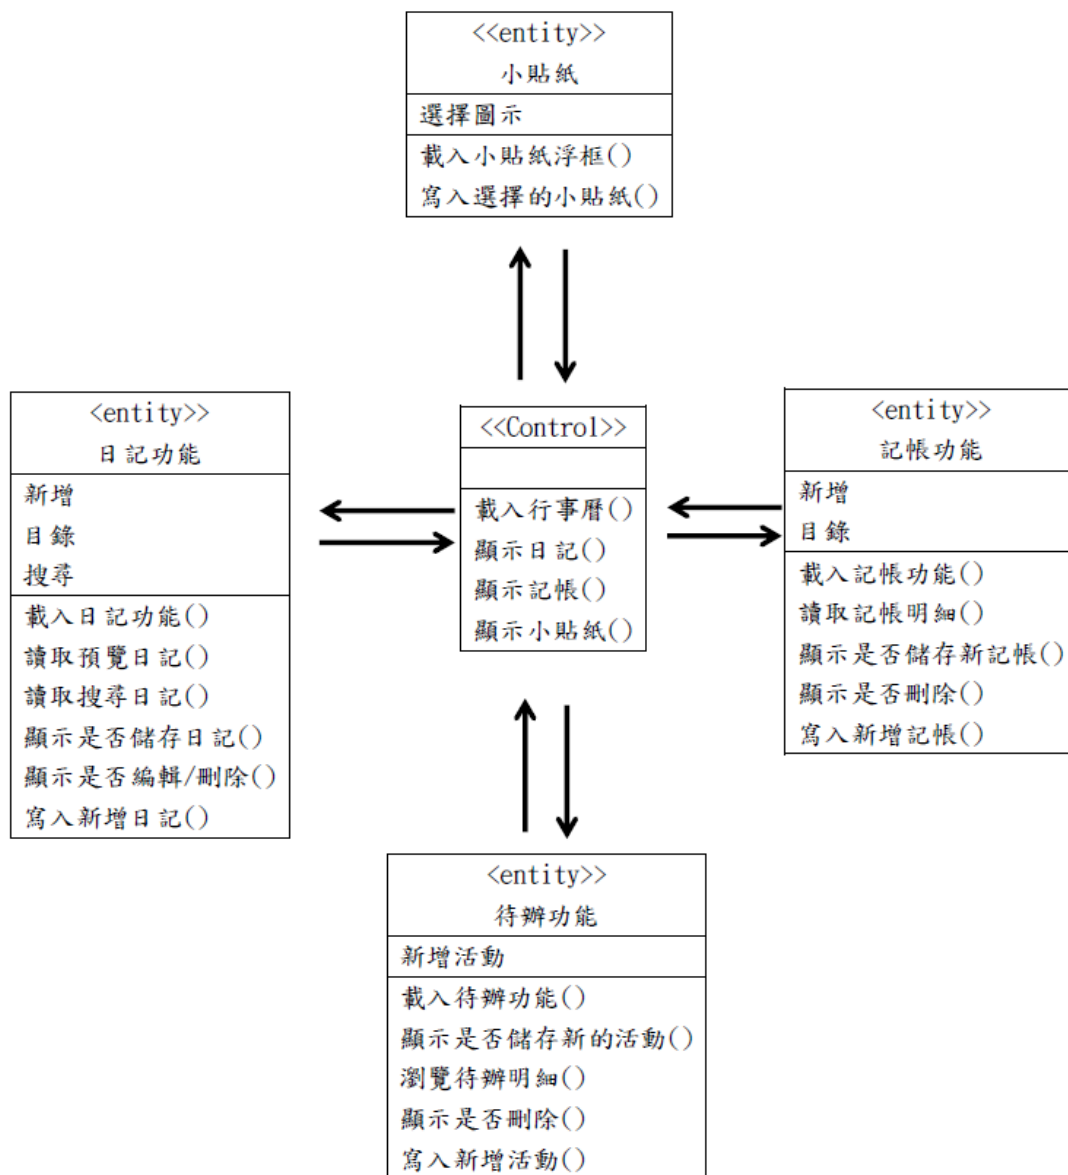 <<entity>>
小貼紙
選擇圖示
載入小貼紙浮框()
寫入選擇的小貼紙()
<entity>>
日記功能
新增
目錄
搜尋
載入日記功能()
讀取預覽日記()
讀取搜尋日記()
顯示是否儲存日記()
顯示是否編輯/刪除()
寫入新增日記()
<<Control>>
載入行事曆()
顯示日記()
顯示記帳()
顯示小貼紙()
<entity>>
記帳功能
新增
目錄
載入記帳功能()
讀取記帳明細()
顯示是否儲存新記帳()
顯示是否刪除()
寫入新增記帳()
<entity>>
待辦功能
新增活動
載入待辦功能()
顯示是否儲存新的活動()
瀏覽待辦明細()
顯示是否刪除()
寫入新增活動()